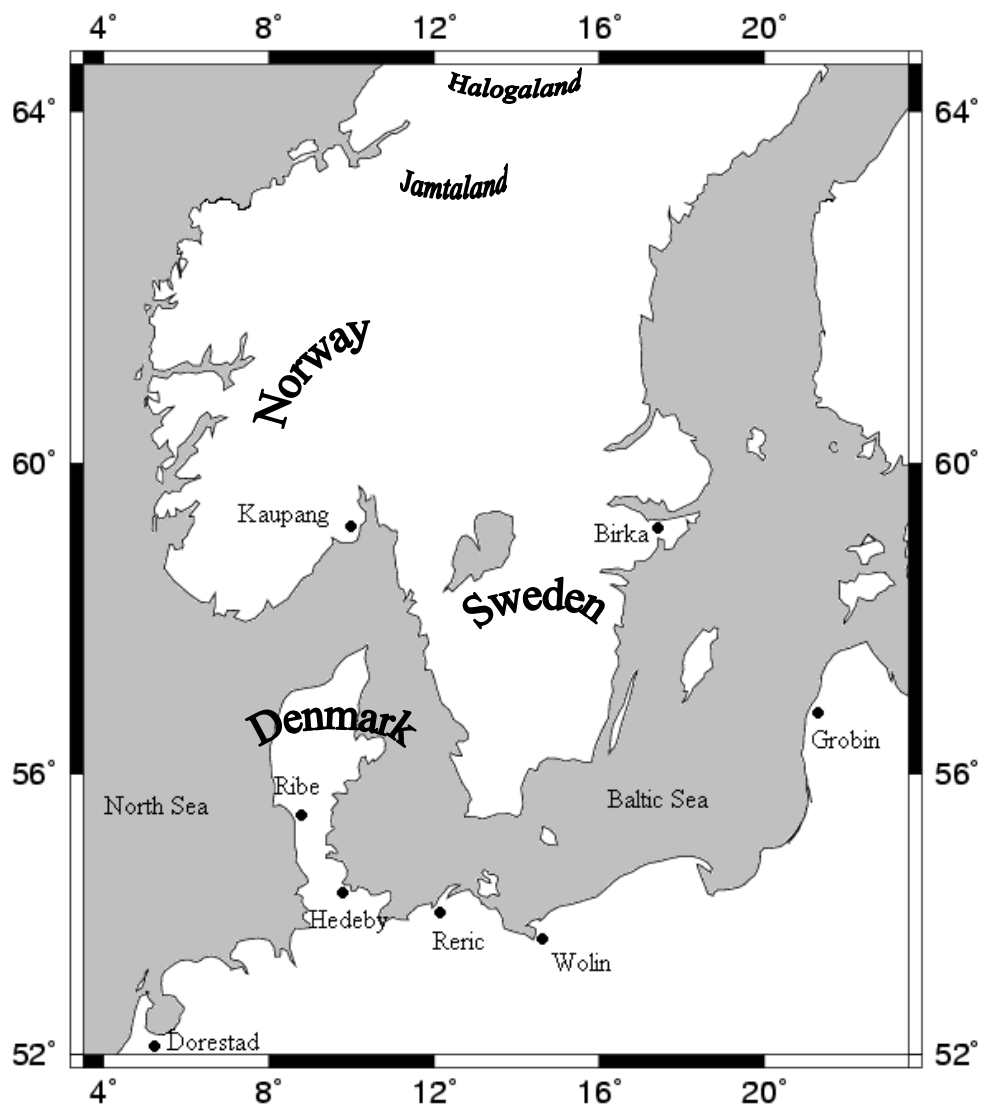 4° 8° 12° 16° 20°
Halogaland
64° 64°
Jamtaland
Norway
60° 60°
Kaupang
Birka
Sweden
Denmark
Grobin
56° 56°
Ribe
North Sea Baltic Sea
Hedeby
Reric
Wolin
Dorestad
52° 52°
4° 8° 12° 16° 20°